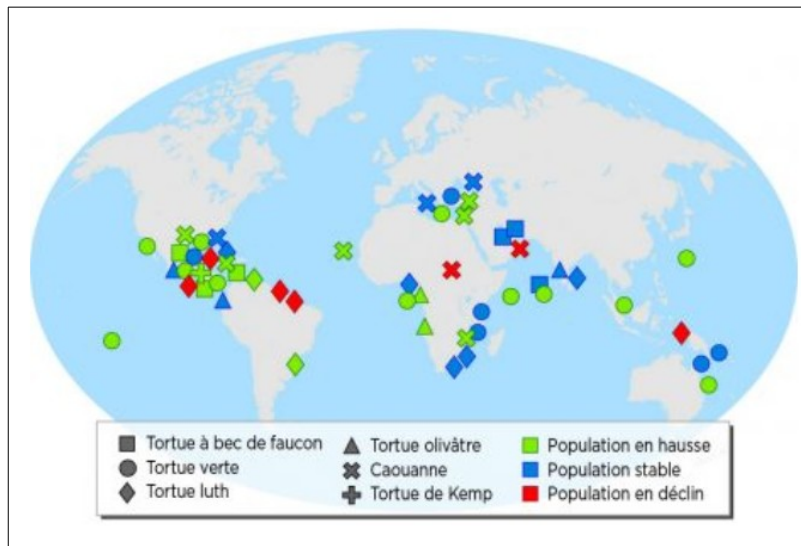 Tortue à bec de faucon
Tortue verte
Tortue luth
Tortue olivâtre
Caouanne
Tortue de Kemp
Population en hausse
Population stable
Population en déclin